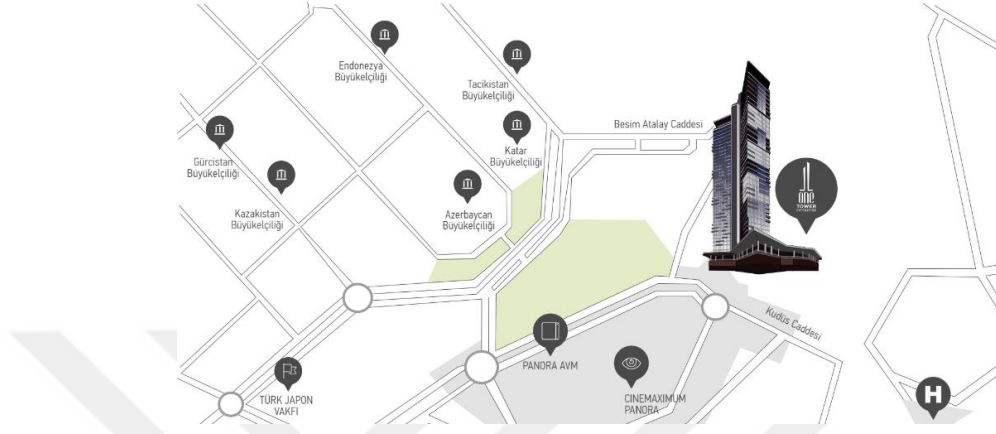 Endonezya
Büyükelçiliği
Tacikistan
Büyükelçiliği
Besim Atalay Caddesi
Gürcistan
Büyükelçiliği
Katar
Büyükelçiliği
Kazakistan
Büyükelçiliği
Azerbaycan
Büyükelçiliği
one
TOWER
Kudüs Caddesi
PANORA AVM
TÜRK JAPON
VAKFI
CINEMAXIMUM
PANORA
H